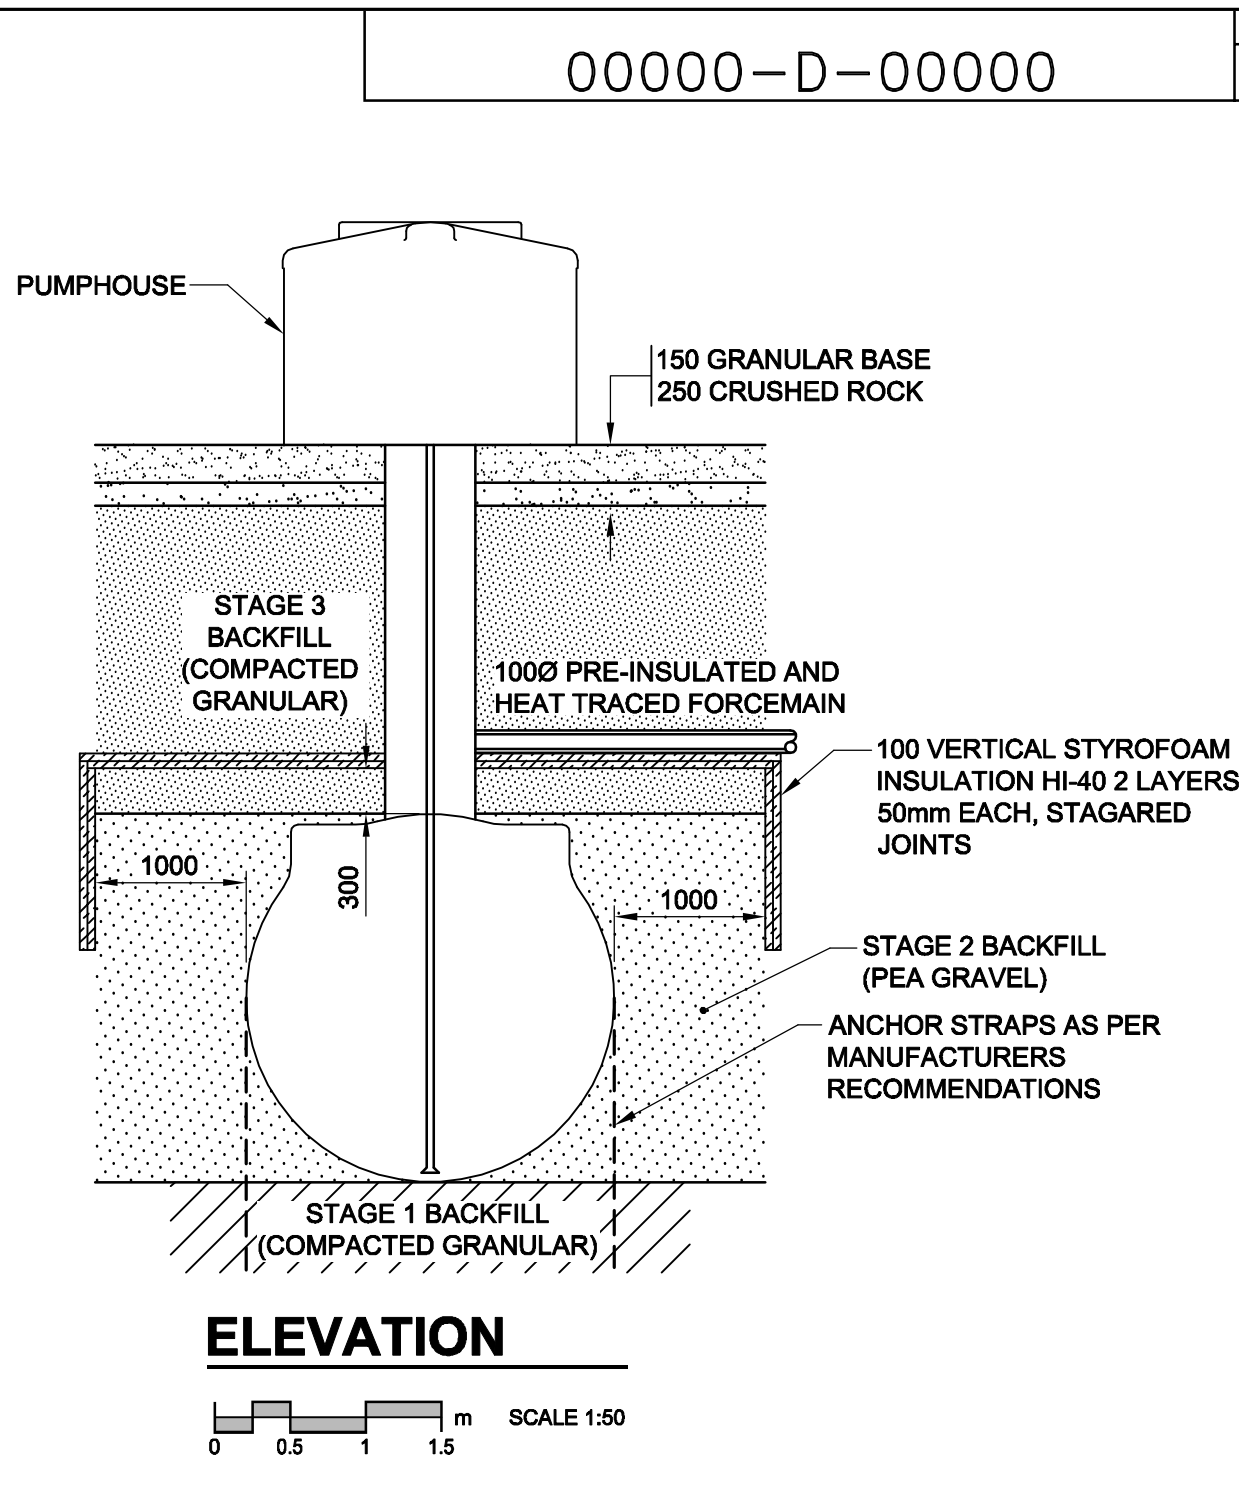 00000-D-00000
PUMPHOUSE
150 GRANULAR BASE
250 CRUSHED ROCK
STAGE 3
BACKFILL
(COMPACTED
GRANULAR)
100Ø PRE-INSULATED AND
HEAT TRACED FORCEMAIN
100 VERTICAL STYROFOAM
INSULATION HI-40 2 LAYERS
50mm EACH, STAGARED
JOINTS
1000
300
1000
STAGE 2 BACKFILL
(PEA GRAVEL)
ANCHOR STRAPS AS PER
MANUFACTURERS
RECOMMENDATIONS
STAGE 1 BACKFILL
(COMPACTED GRANULAR)
ELEVATION
m SCALE 1:50
0 0.5 1 1.5